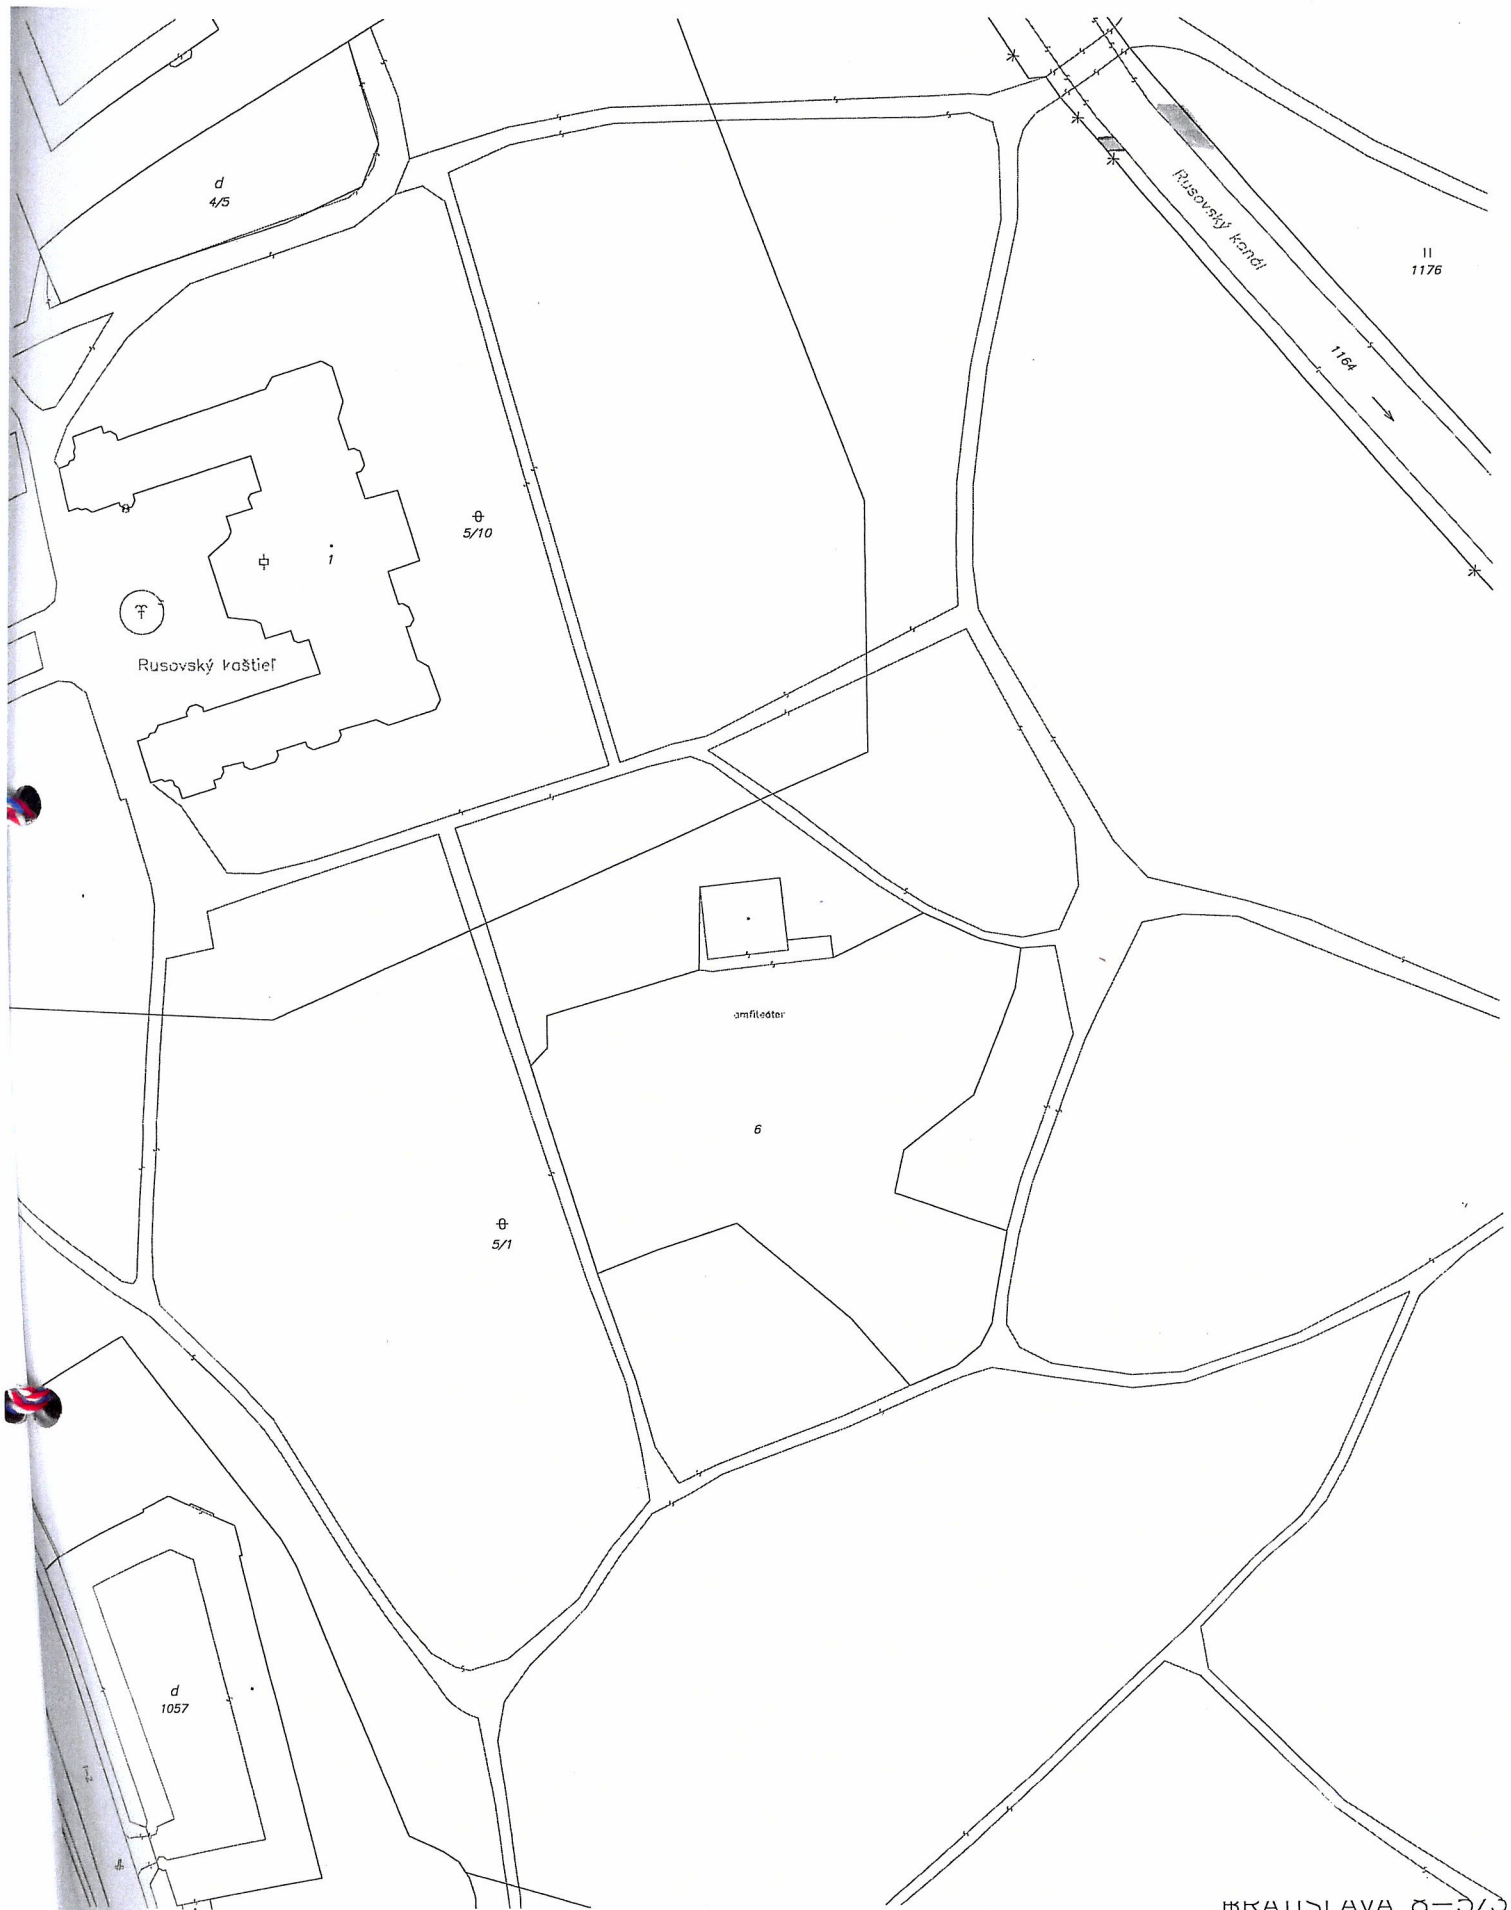 d
4/5
Rusovský kanál
II
1176
1164
5/10
1
Rusovský kaštieľ
amfiteáter
6
5/1
d
1057